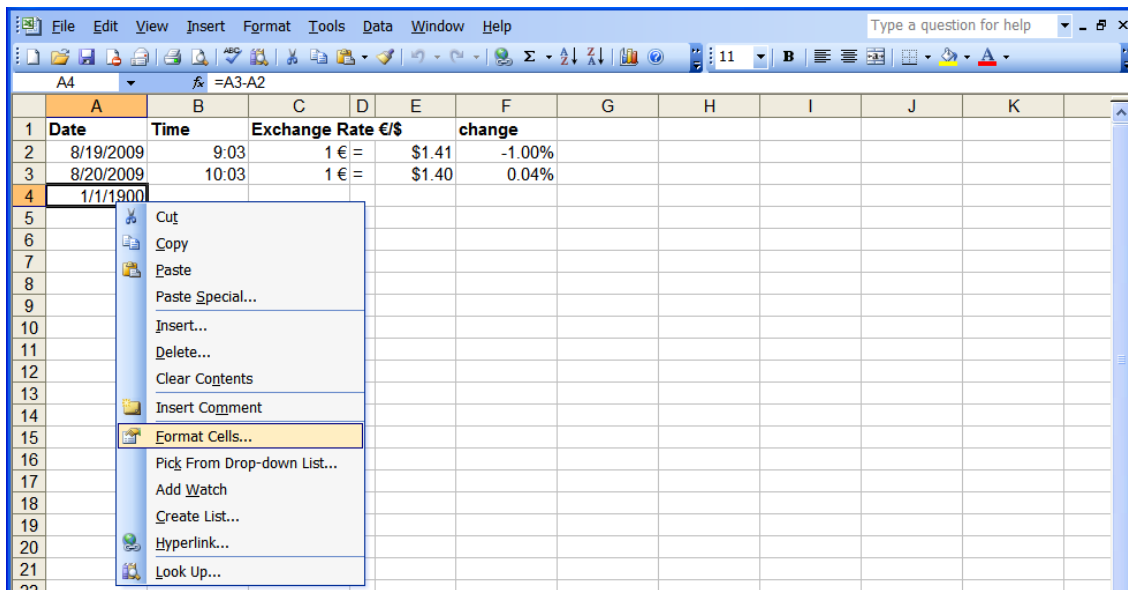 File Edit View Insert Format Tools Data Window Help Type a question for help
ABC Σ A Z Z A 11 B A
A4 fx =A3-A2
A B C D E F G H I J K
1 Date Time Exchange Rate €/$ change
2 8/19/2009 9:03 1 € = $1.41 -1.00%
3 8/20/2009 10:03 1 € = $1.40 0.04%
4 1/1/1900
5 Cut
6 Copy
7 Paste
8 Paste Special...
9
10 Insert...
11 Delete...
12 Clear Contents
13
14 Insert Comment
15 Format Cells...
16 Pick From Drop-down List...
17 Add Watch
18 Create List...
19
20 Hyperlink...
21 Look Up...